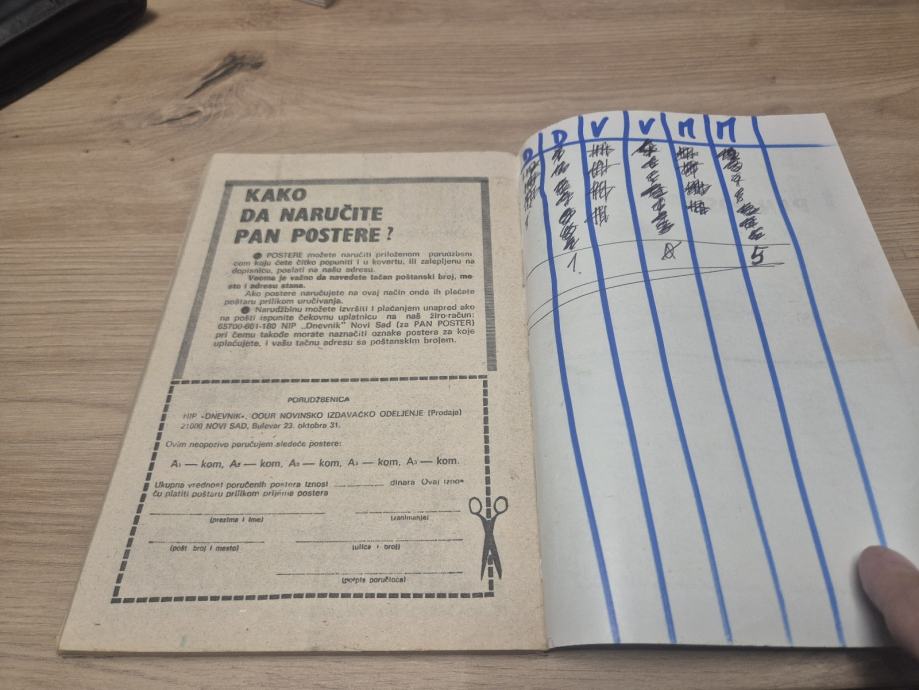 KAKO
DA NARUČITE
PAN POSTERE?
● POSTERE možete naručiti priloženom porudžbeni
com koju ćete čitko popuniti i u kovertu, ili zalepljenu na
dopisnicu, poslati na našu adresu.
Veoma je važno da navedete tačan poštanski broj, me
sto i adresu stana.
Ako postere naručujete na ovaj način onda ih plaćate
poštaru prilikom uručivanja.
● Narudžbinu možete izvršiti i plaćanjem unapred ako
na pošti ispunite čekovnu uplatnicu na naš žiro-račun:
65700-601-180 NIP „Dnevnik" Novi Sad (za PAN POSTER)
pri čemu takođe morate naznačiti oznake postera za koje
uplaćujete, i vašu tačnu adresu sa poštanskim brojem.
PORUDŽBENICA
NIP «DNEVNIK», OOUR NOVINSKO IZDAVAČKO ODELJENJE (Prodaja)
21000 NOVI SAD, Bulevar 23. oktobra 31.
Ovim neopozivo poručujem sledeće postere:
A1 — kom, A2 — kom, A3 — kom, A — kom, A — kom.
Ukupna vrednost poručenih postera iznosi dinara Ovaj izno
ću platiti poštaru prilikom prijema postera
(prezime i ime) (zanimanje)
(pošt broj i mesto) (ulica i broj)
(potpis poručioca)
D D V V M M
1. 0 5